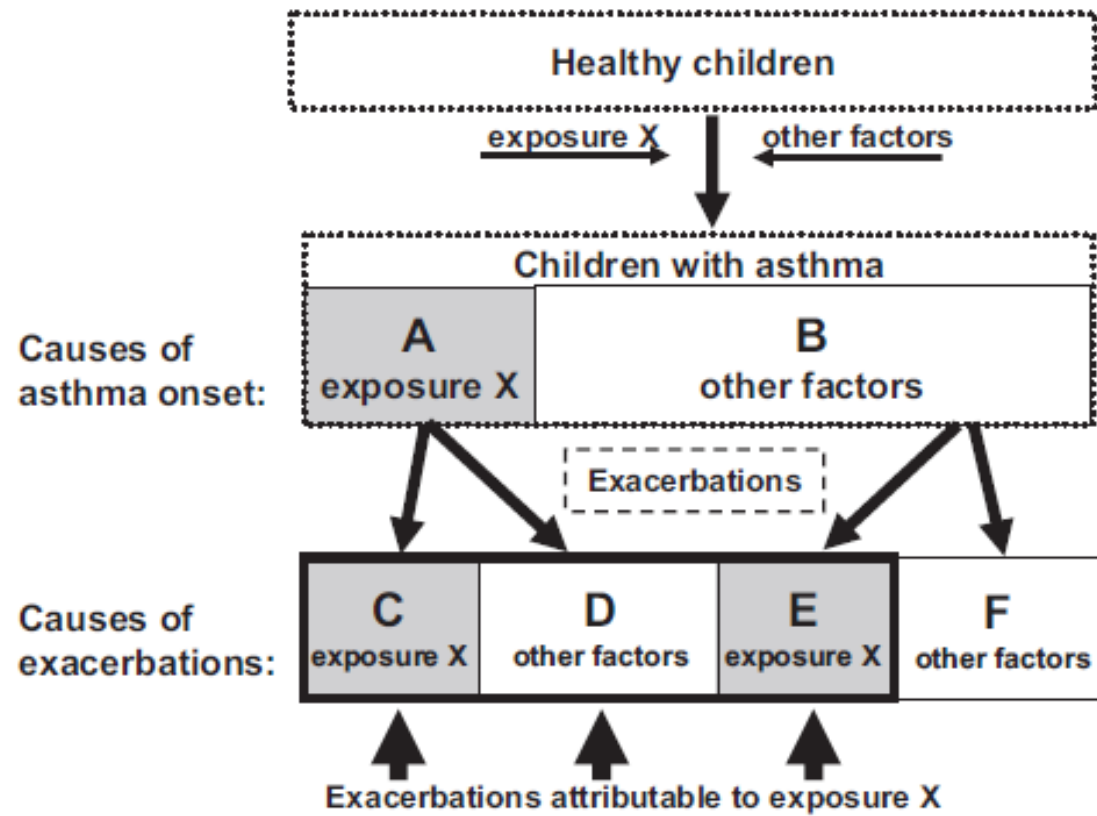 Healthy children
exposure X other factors
Children with asthma
Causes of
asthma onset:
A
exposure X
B
other factors
Exacerbations
Causes of
exacerbations:
C
exposure X
D
other factors
E
exposure X
F
other factors
Exacerbations attributable to exposure X